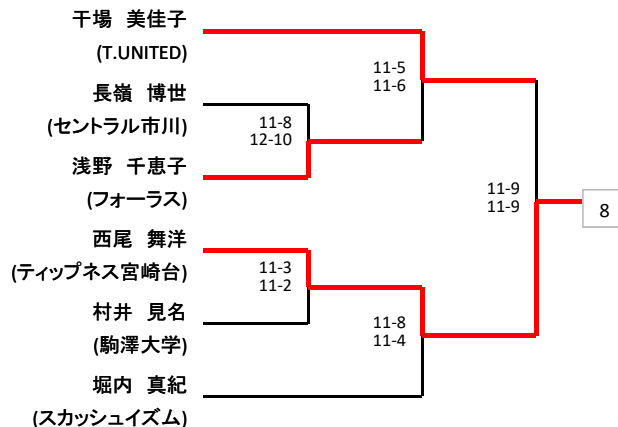 干場 美佳子
(T.UNITED)
長嶺 博世
(セントラル市川)
浅野 千恵子
(フォーラス)
西尾 舞洋
(ティップネス宮崎台)
村井 見名
(駒澤大学)
堀内 真紀
(スカッシュイズム)
11-8
12-10
11-3
11-2
11-5
11-6
11-8
11-4
11-9
11-9
8